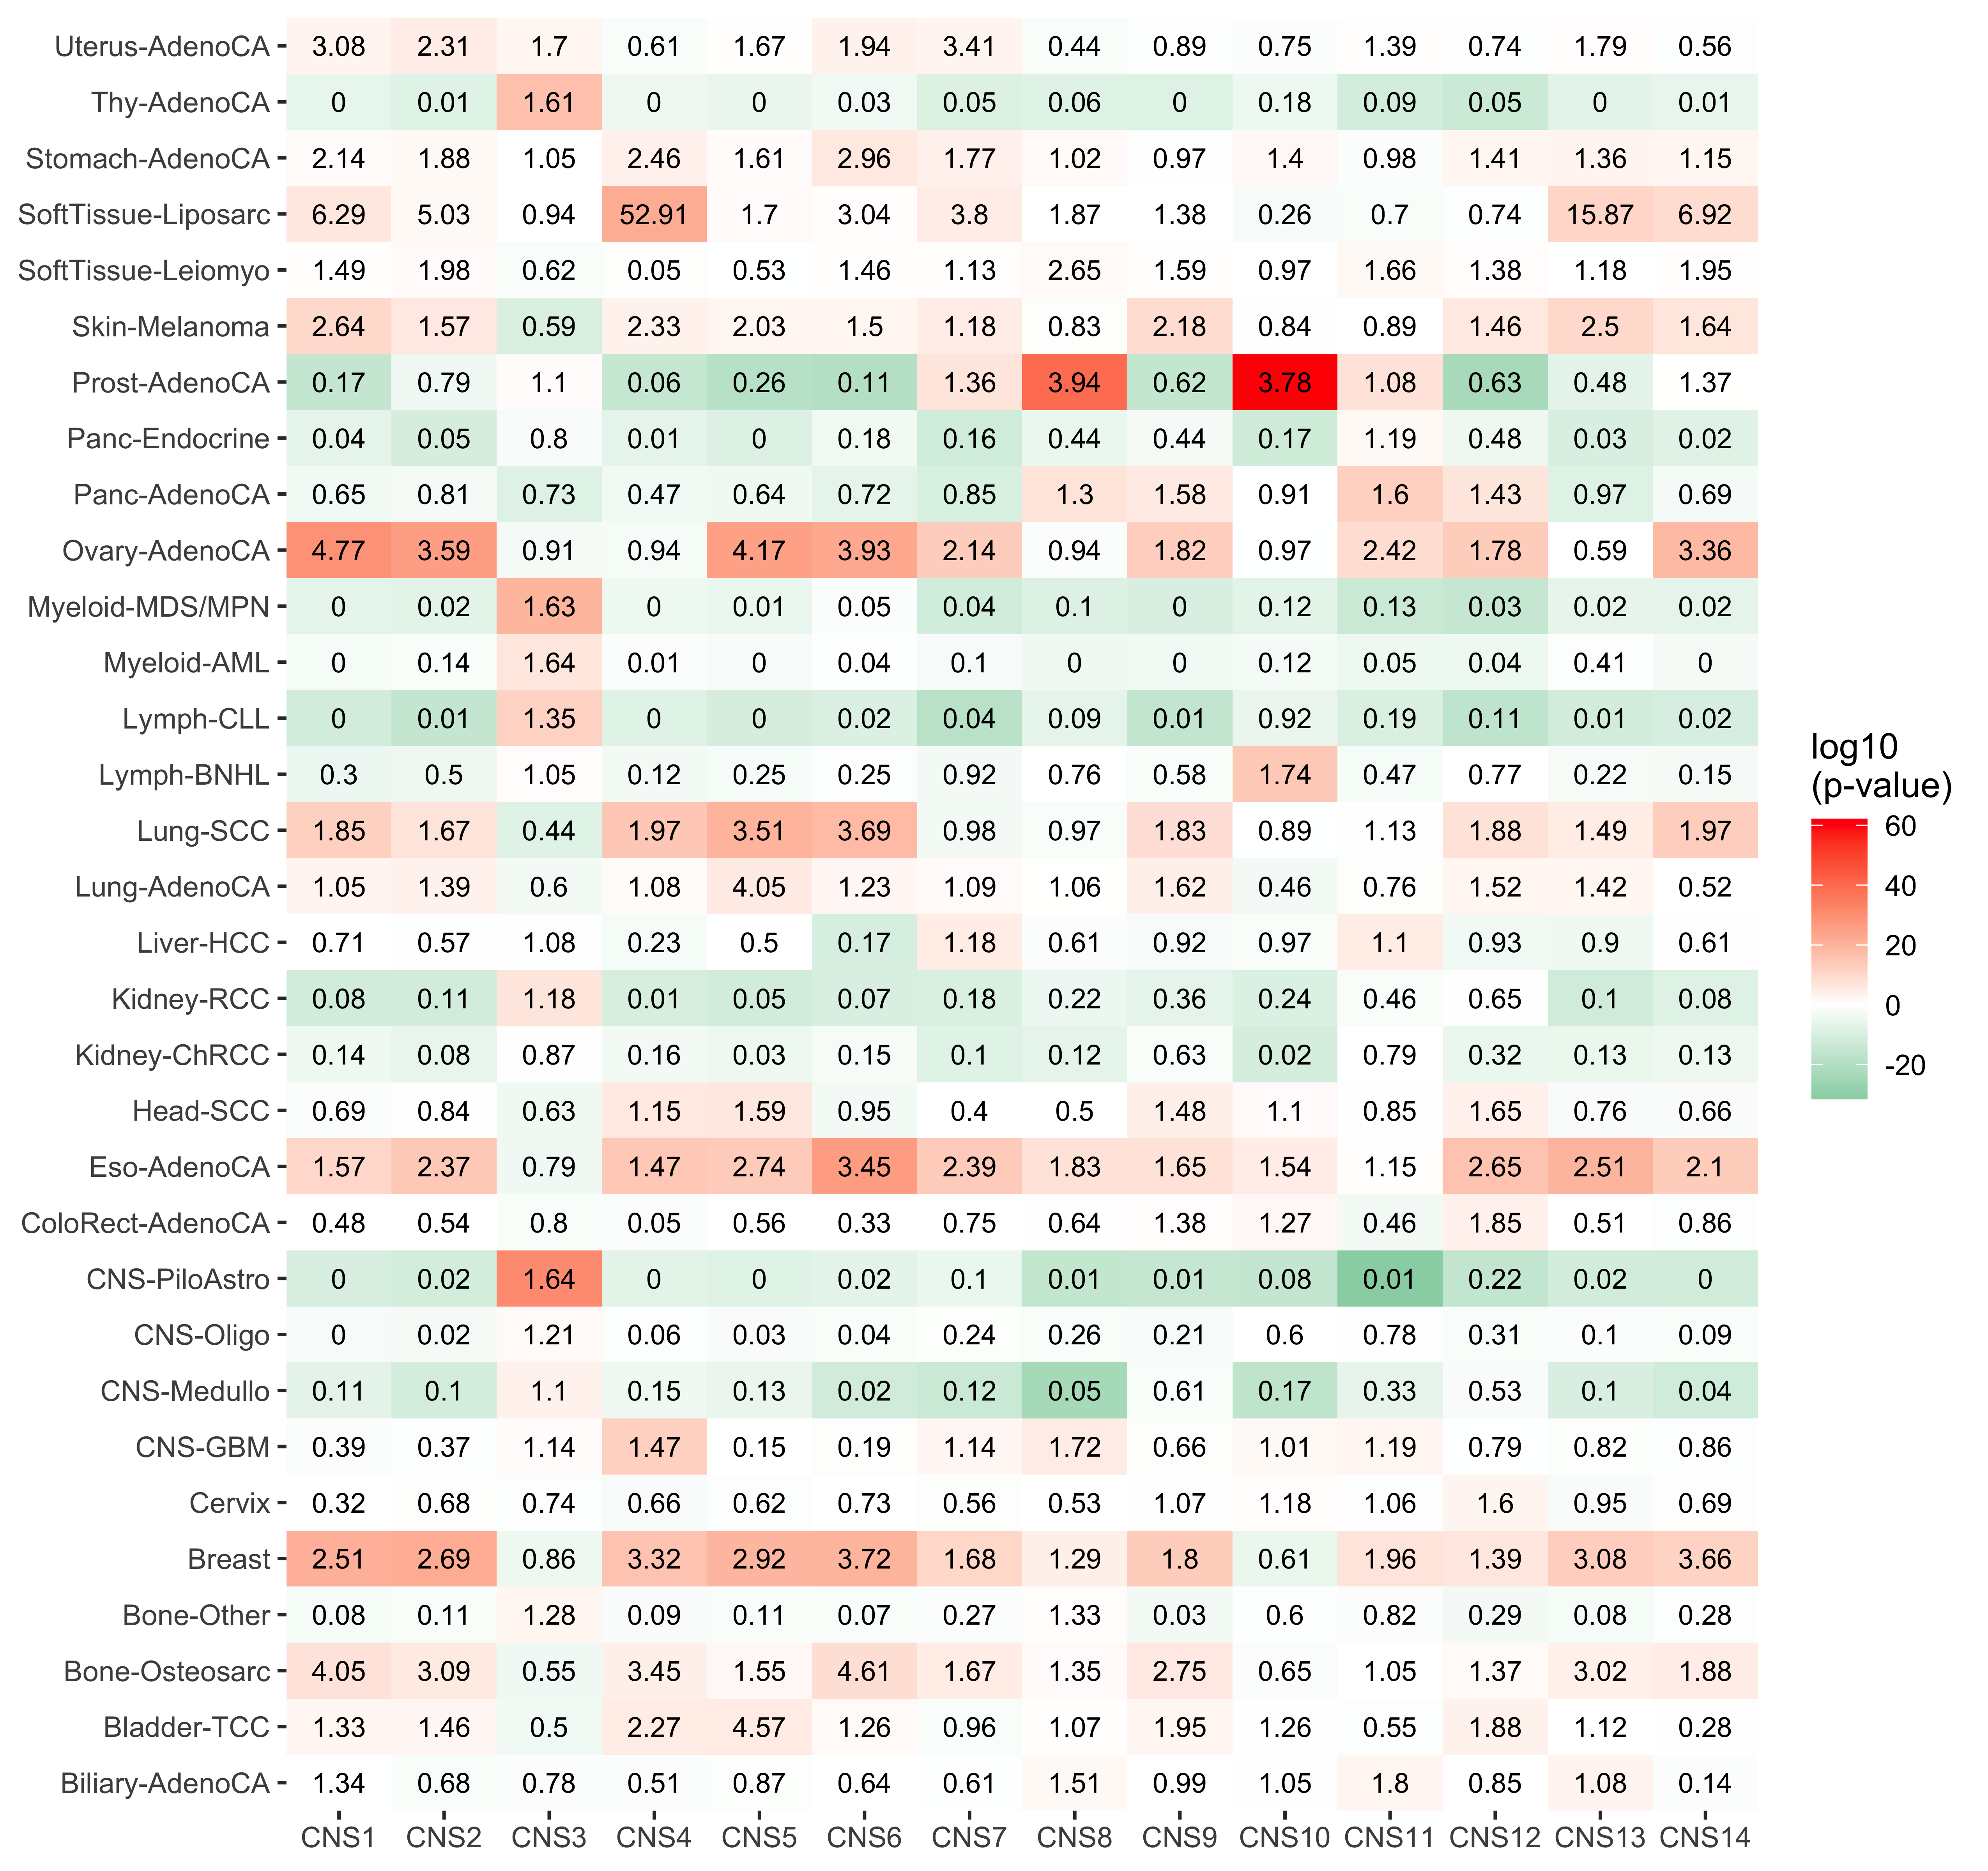 Uterus-AdenoCA 3.08 2.31 1.7 0.61 1.67 1.94 3.41 0.44 0.89 0.75 1.39 0.74 1.79 0.56
Thy-AdenoCA 0 0.01 1.61 0 0 0.03 0.05 0.06 0 0.18 0.09 0.05 0 0.01
Stomach-AdenoCA 2.14 1.88 1.05 2.46 1.61 2.96 1.77 1.02 0.97 1.4 0.98 1.41 1.36 1.15
SoftTissue-Liposarc 6.29 5.03 0.94 52.91 1.7 3.04 3.8 1.87 1.38 0.26 0.7 0.74 15.87 6.92
SoftTissue-Leiomyo 1.49 1.98 0.62 0.05 0.53 1.46 1.13 2.65 1.59 0.97 1.66 1.38 1.18 1.95
Skin-Melanoma 2.64 1.57 0.59 2.33 2.03 1.5 1.18 0.83 2.18 0.84 0.89 1.46 2.5 1.64
Prost-AdenoCA 0.17 0.79 1.1 0.06 0.26 0.11 1.36 3.94 0.62 3.78 1.08 0.63 0.48 1.37
Panc-Endocrine 0.04 0.05 0.8 0.01 0 0.18 0.16 0.44 0.44 0.17 1.19 0.48 0.03 0.02
Panc-AdenoCA 0.65 0.81 0.73 0.47 0.64 0.72 0.85 1.3 1.58 0.91 1.6 1.43 0.97 0.69
Ovary-AdenoCA 4.77 3.59 0.91 0.94 4.17 3.93 2.14 0.94 1.82 0.97 2.42 1.78 0.59 3.36
Myeloid-MDS/MPN 0 0.02 1.63 0 0.01 0.05 0.04 0.1 0 0.12 0.13 0.03 0.02 0.02
Myeloid-AML 0 0.14 1.64 0.01 0 0.04 0.1 0 0 0.12 0.05 0.04 0.41 0
Lymph-CLL 0 0.01 1.35 0 0 0.02 0.04 0.09 0.01 0.92 0.19 0.11 0.01 0.02
Lymph-BNHL 0.3 0.5 1.05 0.12 0.25 0.25 0.92 0.76 0.58 1.74 0.47 0.77 0.22 0.15
Lung-SCC 1.85 1.67 0.44 1.97 3.51 3.69 0.98 0.97 1.83 0.89 1.13 1.88 1.49 1.97
Lung-AdenoCA 1.05 1.39 0.6 1.08 4.05 1.23 1.09 1.06 1.62 0.46 0.76 1.52 1.42 0.52
Liver-HCC 0.71 0.57 1.08 0.23 0.5 0.17 1.18 0.61 0.92 0.97 1.1 0.93 0.9 0.61
Kidney-RCC 0.08 0.11 1.18 0.01 0.05 0.07 0.18 0.22 0.36 0.24 0.46 0.65 0.1 0.08
Kidney-ChRCC 0.14 0.08 0.87 0.16 0.03 0.15 0.1 0.12 0.63 0.02 0.79 0.32 0.13 0.13
Head-SCC 0.69 0.84 0.63 1.15 1.59 0.95 0.4 0.5 1.48 1.1 0.85 1.65 0.76 0.66
Eso-AdenoCA 1.57 2.37 0.79 1.47 2.74 3.45 2.39 1.83 1.65 1.54 1.15 2.65 2.51 2.1
ColoRect-AdenoCA 0.48 0.54 0.8 0.05 0.56 0.33 0.75 0.64 1.38 1.27 0.46 1.85 0.51 0.86
CNS-PiloAstro 0 0.02 1.64 0 0 0.02 0.1 0.01 0.01 0.08 0.01 0.22 0.02 0
CNS-Oligo 0 0.02 1.21 0.06 0.03 0.04 0.24 0.26 0.21 0.6 0.78 0.31 0.1 0.09
CNS-Medullo 0.11 0.1 1.1 0.15 0.13 0.02 0.12 0.05 0.61 0.17 0.33 0.53 0.1 0.04
CNS-GBM 0.39 0.37 1.14 1.47 0.15 0.19 1.14 1.72 0.66 1.01 1.19 0.79 0.82 0.86
Cervix 0.32 0.68 0.74 0.66 0.62 0.73 0.56 0.53 1.07 1.18 1.06 1.6 0.95 0.69
Breast 2.51 2.69 0.86 3.32 2.92 3.72 1.68 1.29 1.8 0.61 1.96 1.39 3.08 3.66
Bone-Other 0.08 0.11 1.28 0.09 0.11 0.07 0.27 1.33 0.03 0.6 0.82 0.29 0.08 0.28
Bone-Osteosarc 4.05 3.09 0.55 3.45 1.55 4.61 1.67 1.35 2.75 0.65 1.05 1.37 3.02 1.88
Bladder-TCC 1.33 1.46 0.5 2.27 4.57 1.26 0.96 1.07 1.95 1.26 0.55 1.88 1.12 0.28
Biliary-AdenoCA 1.34 0.68 0.78 0.51 0.87 0.64 0.61 1.51 0.99 1.05 1.8 0.85 1.08 0.14
CNS1 CNS2 CNS3 CNS4 CNS5 CNS6 CNS7 CNS8 CNS9 CNS10 CNS11 CNS12 CNS13 CNS14
log10
(p-value)
60
40
20
0
-20